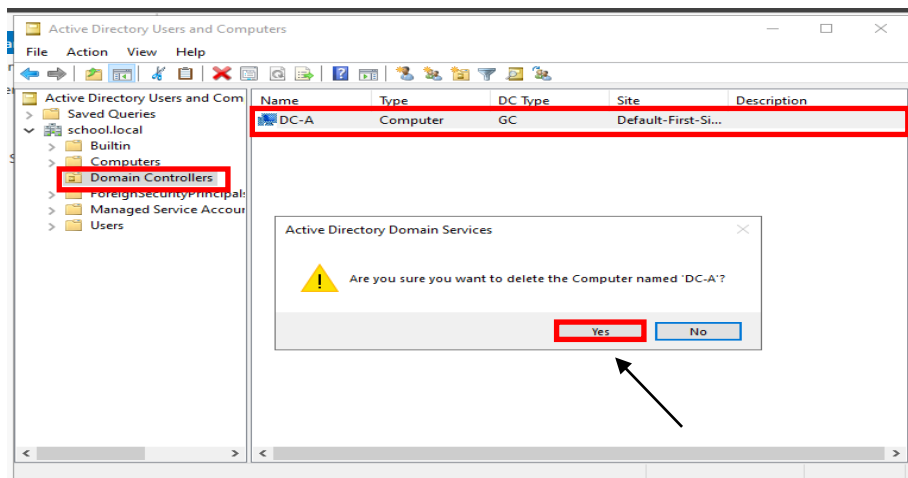 Active Directory Users and Computers
File Action View Help
Active Directory Users and Com
Saved Queries
school.local
Builtin
Computers
Domain Controllers
ForeignSecurityPrincipals
Managed Service Accour
Users
Name Type DC Type Site Description
DC-A Computer GC Default-First-Si...
Active Directory Domain Services
Are you sure you want to delete the Computer named 'DC-A'?
Yes No